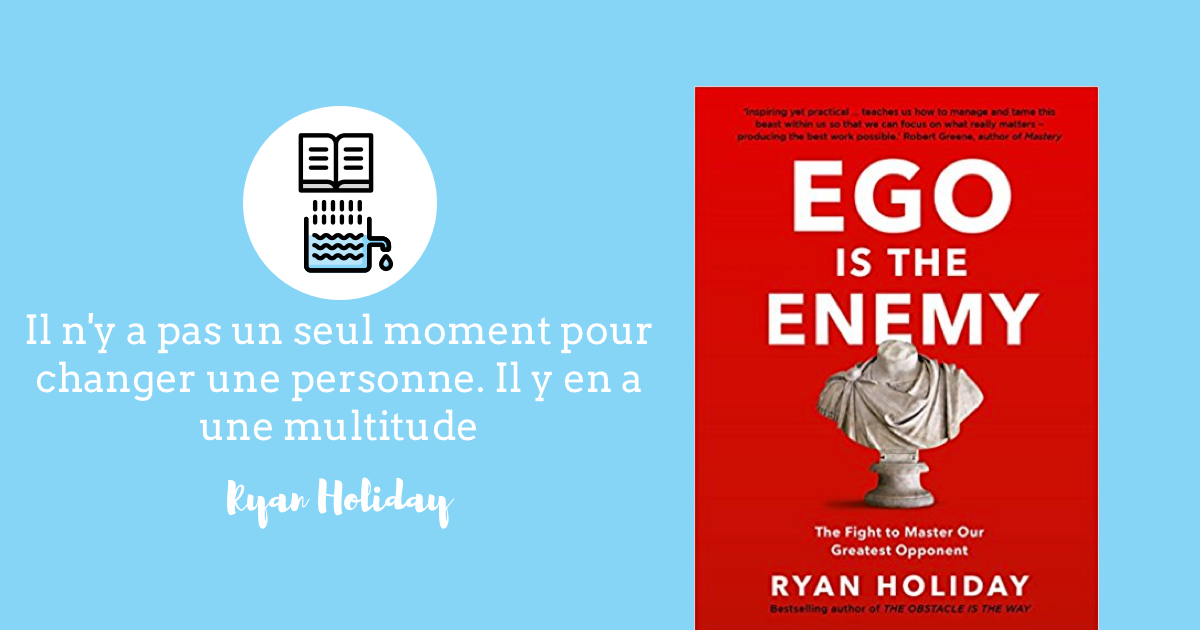 Il n'y a pas un seul moment pour
changer une personne. Il y en a
une multitude
Ryan Holiday
'Inspiring yet practical ... teaches us how to manage and tame this
beast within us so that we can focus on what really matters –
producing the best work possible.' Robert Greene, author of Mastery
EGO
IS THE
ENEMY
The Fight to Master Our
Greatest Opponent
RYAN HOLIDAY
Bestselling author of THE OBSTACLE IS THE WAY